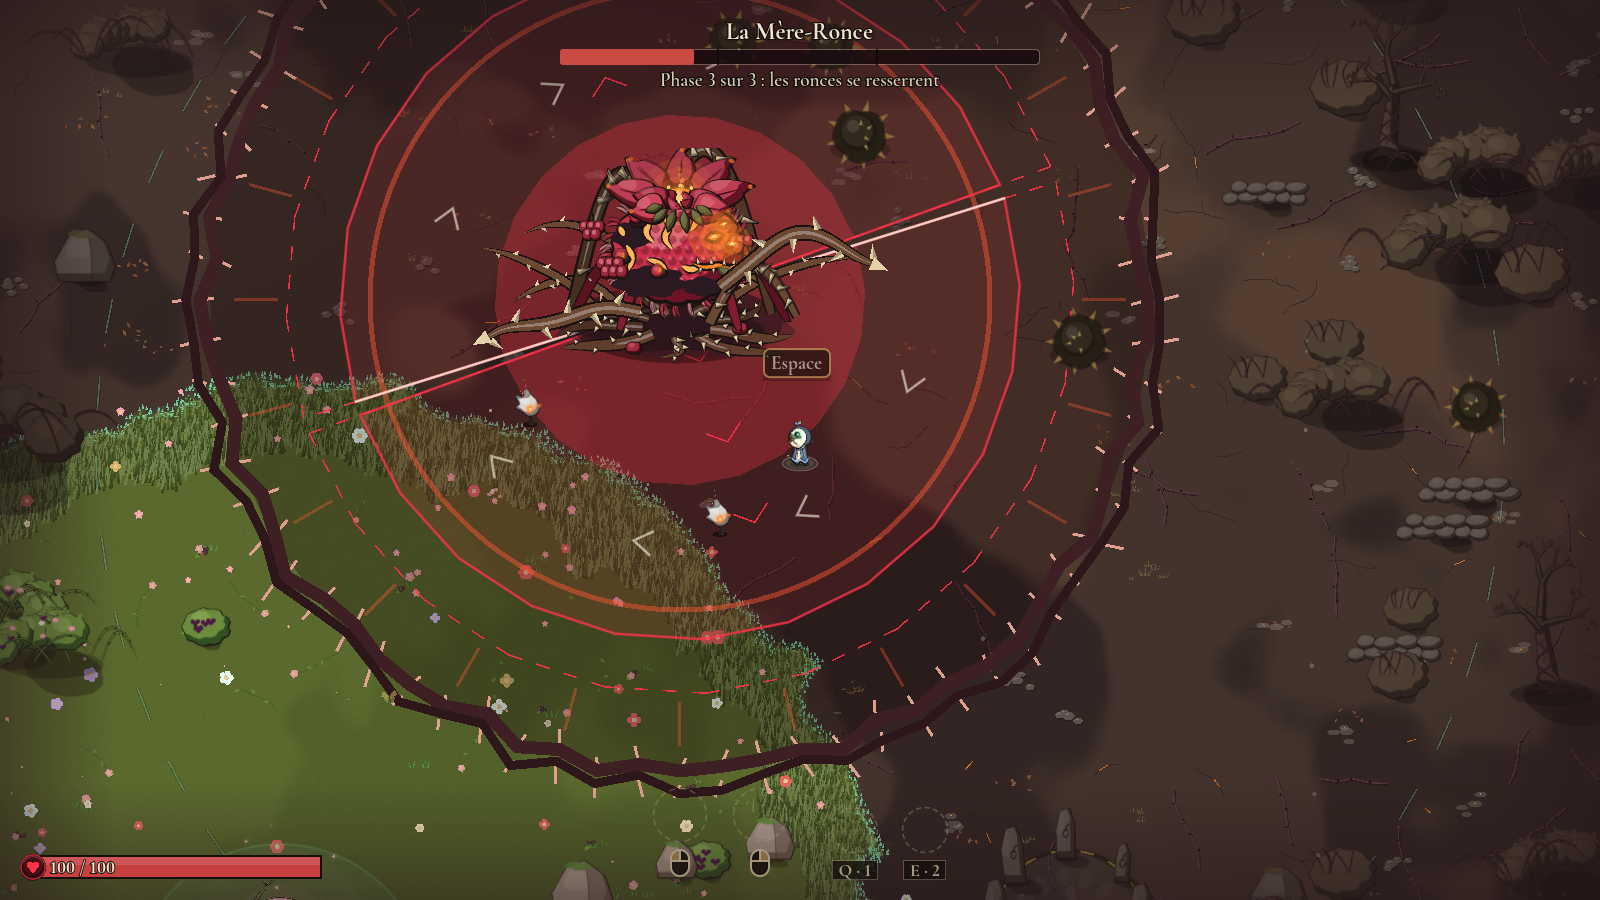 La Mère-Ronce
Phase 3 sur 3 : les ronces se resserrent
Espace
100 / 100
Q · 1
E · 2